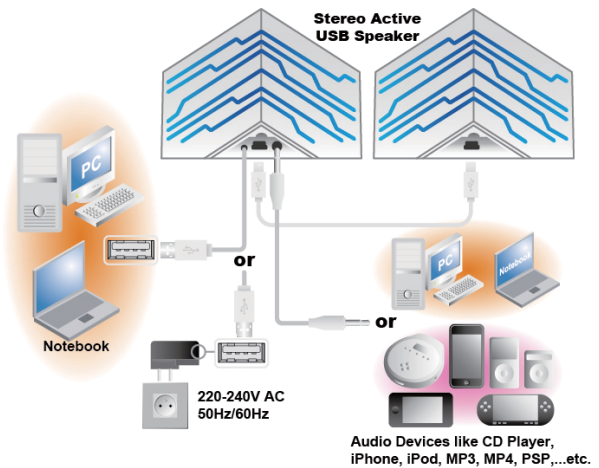 Stereo Active
USB Speaker
PC
Notebook
or
220-240V AC
50Hz/60Hz
PC
Notebook
or
Audio Devices like CD Player,
iPhone, iPod, MP3, MP4, PSP,...etc.